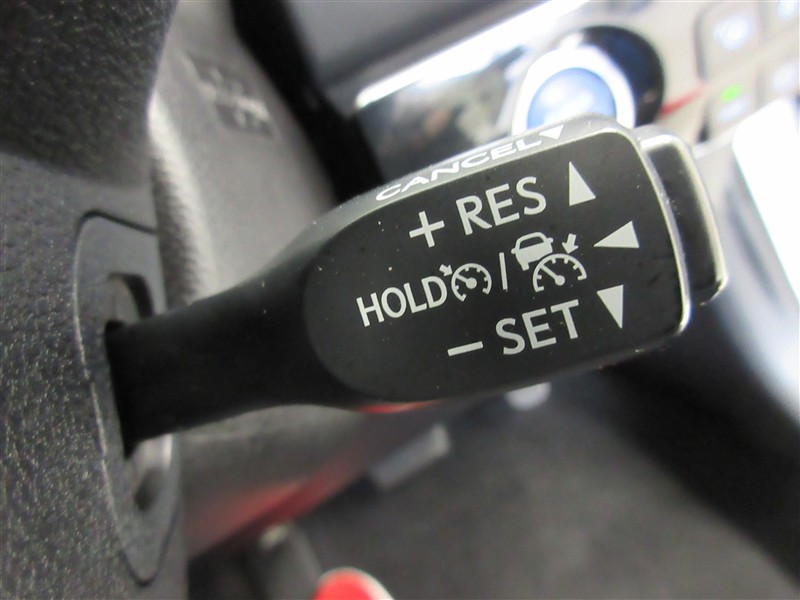 CANCEL
+ RES
HOLD /
- SET